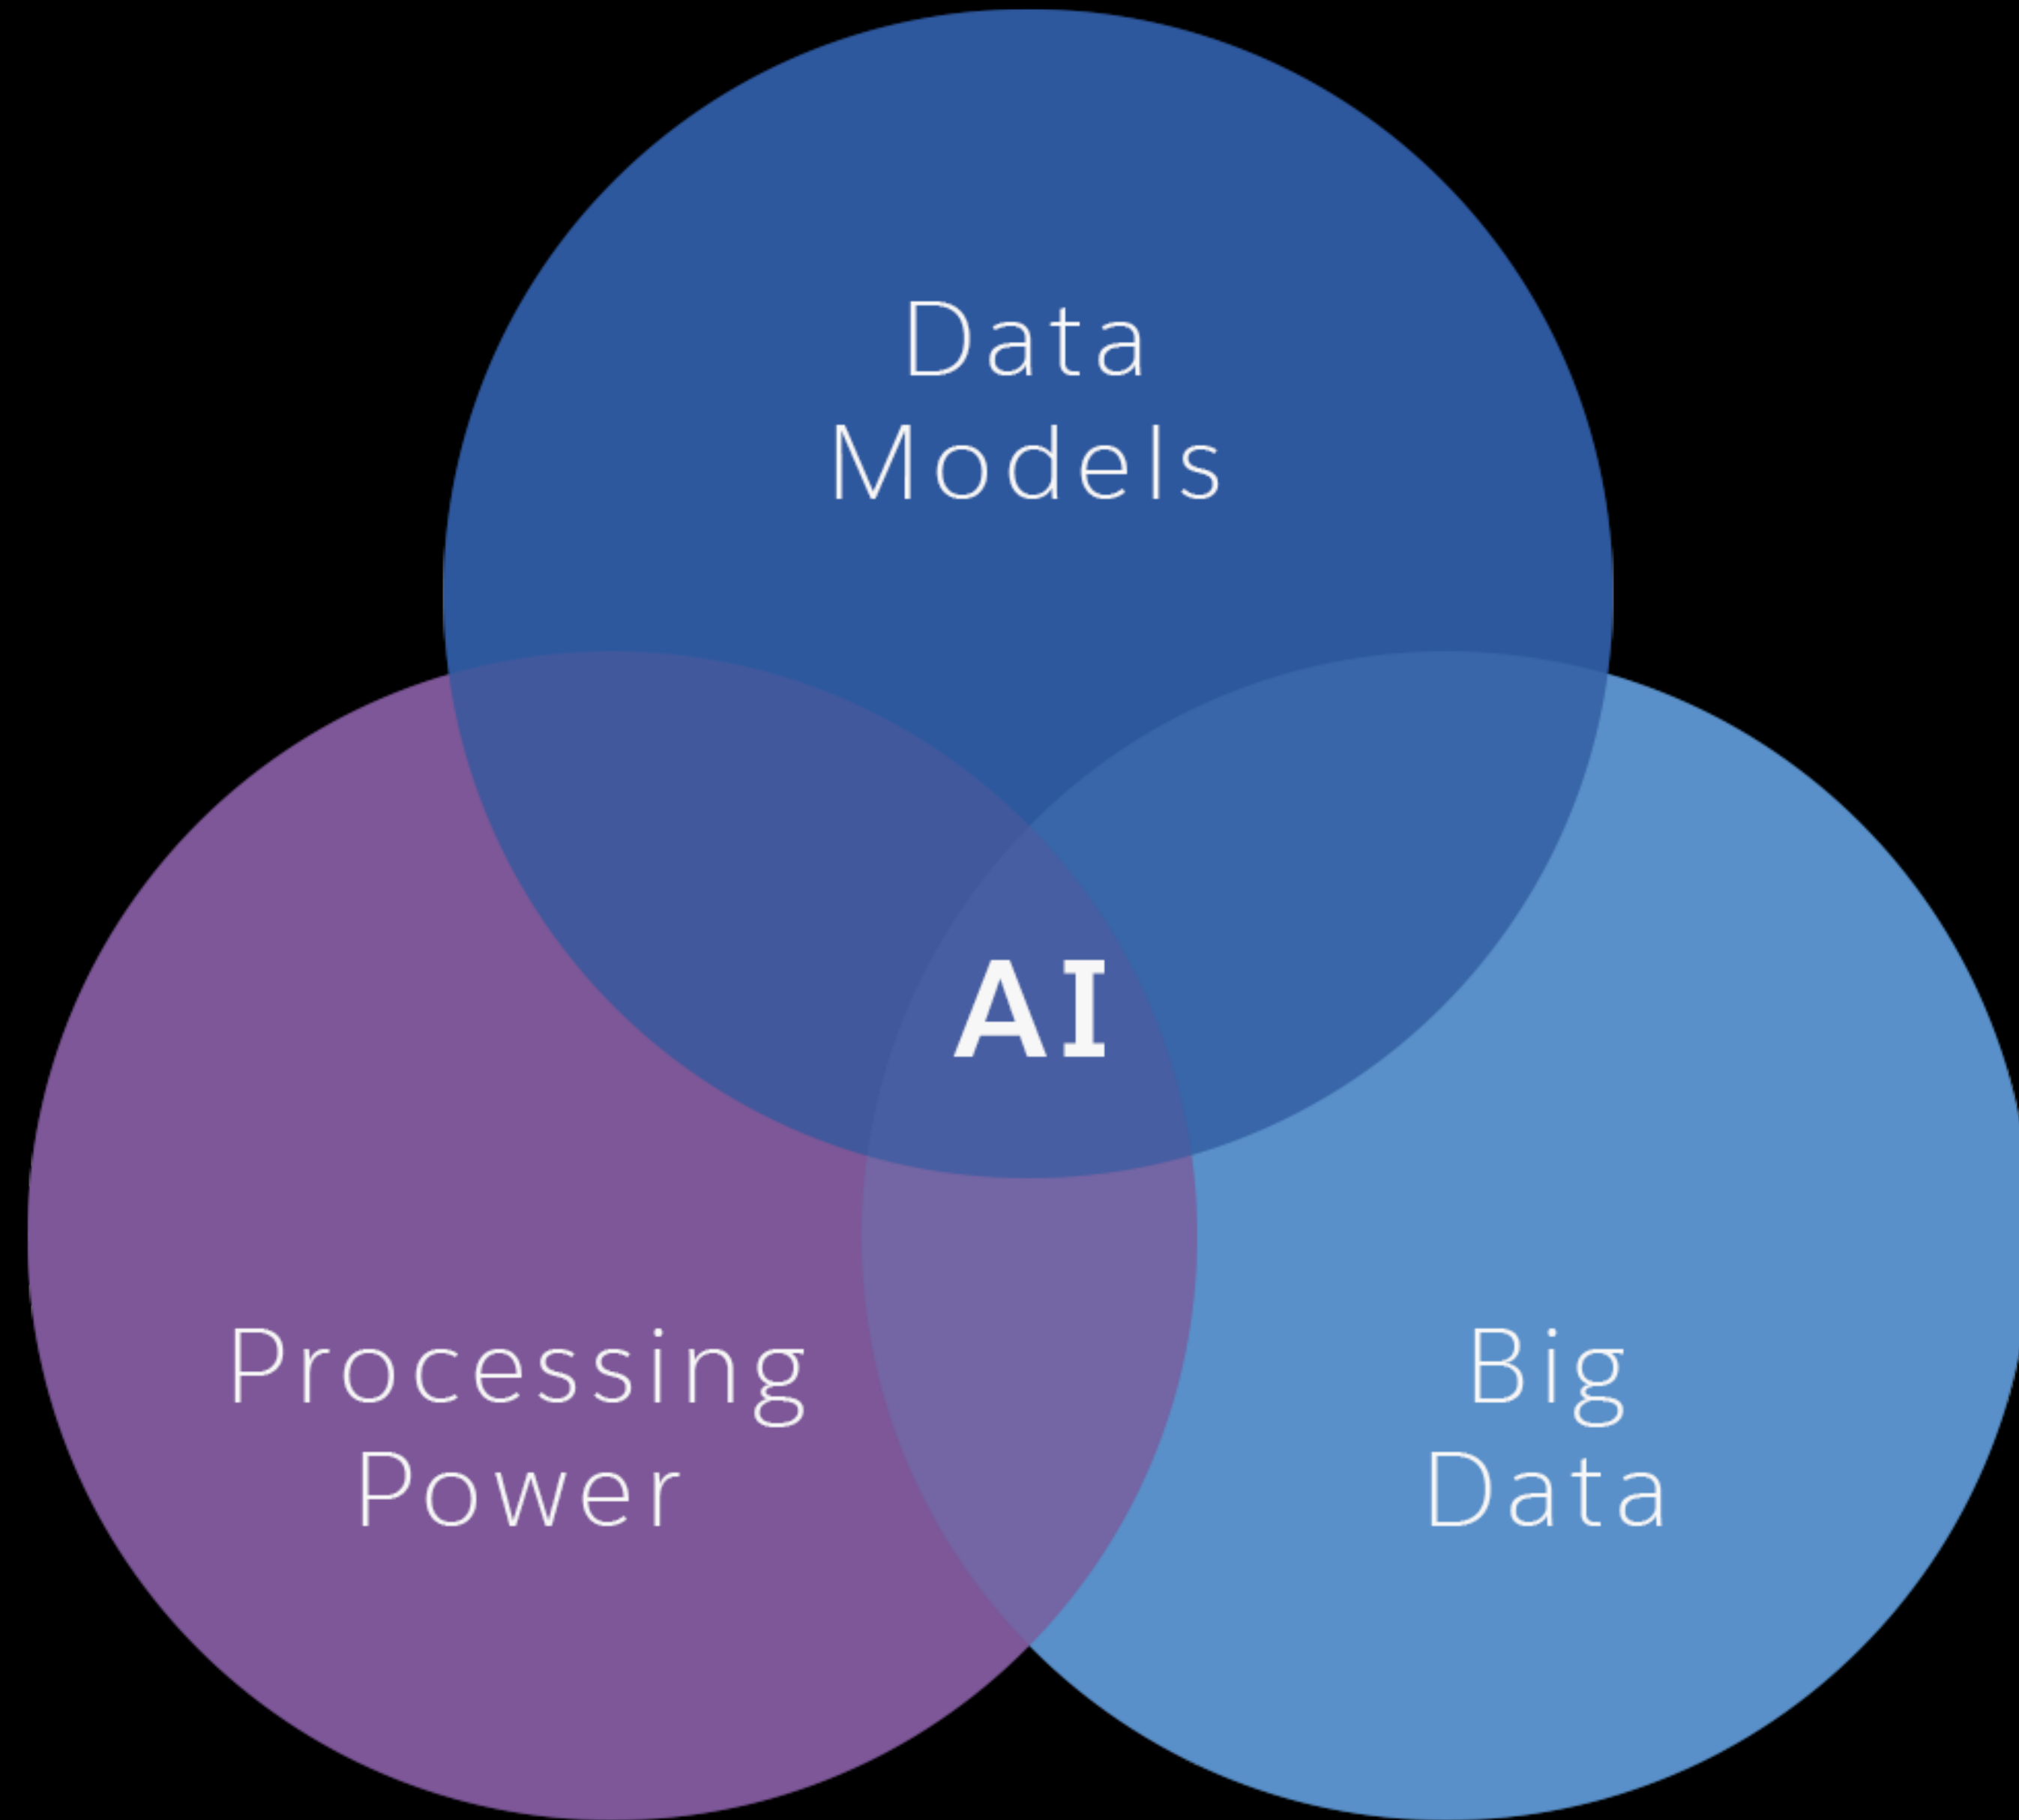 Data
Models
AI
Processing
Power
Big
Data